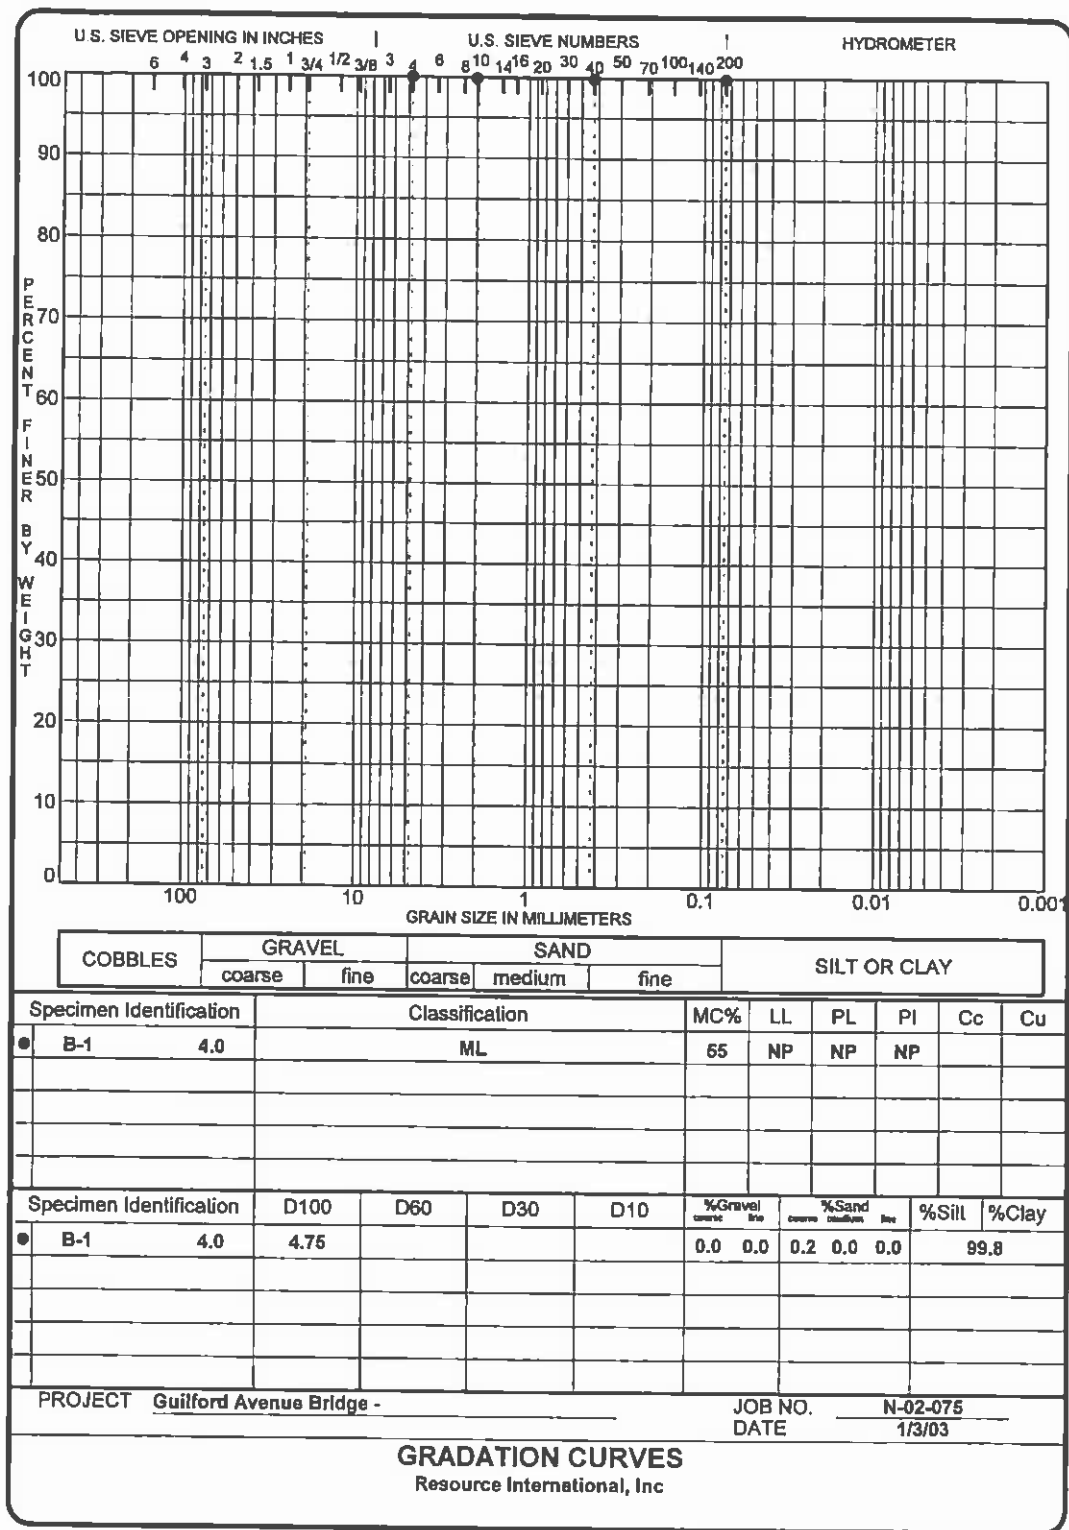 U.S. SIEVE OPENING IN INCHES | U.S. SIEVE NUMBERS | HYDROMETER
6 4 3 2 1.5 1 3/4 1/2 3/8 3 4 6 8 10 14 16 20 30 40 50 70 100 140 200
100
90
80
70
60
50
40
30
20
10
0
PERCENT FINER BY WEIGHT
100 10 1 0.1 0.01 0.001
GRAIN SIZE IN MILLIMETERS
COBBLES GRAVEL SAND SILT OR CLAY
coarse fine coarse medium fine
Specimen Identification Classification MC% LL PL PI Cc Cu
● B-1 4.0 ML 55 NP NP NP
Specimen Identification D100 D60 D30 D10 %Gravel %Sand %Silt %Clay
coarse fine coarse medium fine
● B-1 4.0 4.75 0.0 0.0 0.2 0.0 0.0 99.8
PROJECT Guilford Avenue Bridge - JOB NO. N-02-075
DATE 1/3/03
GRADATION CURVES
Resource International, Inc